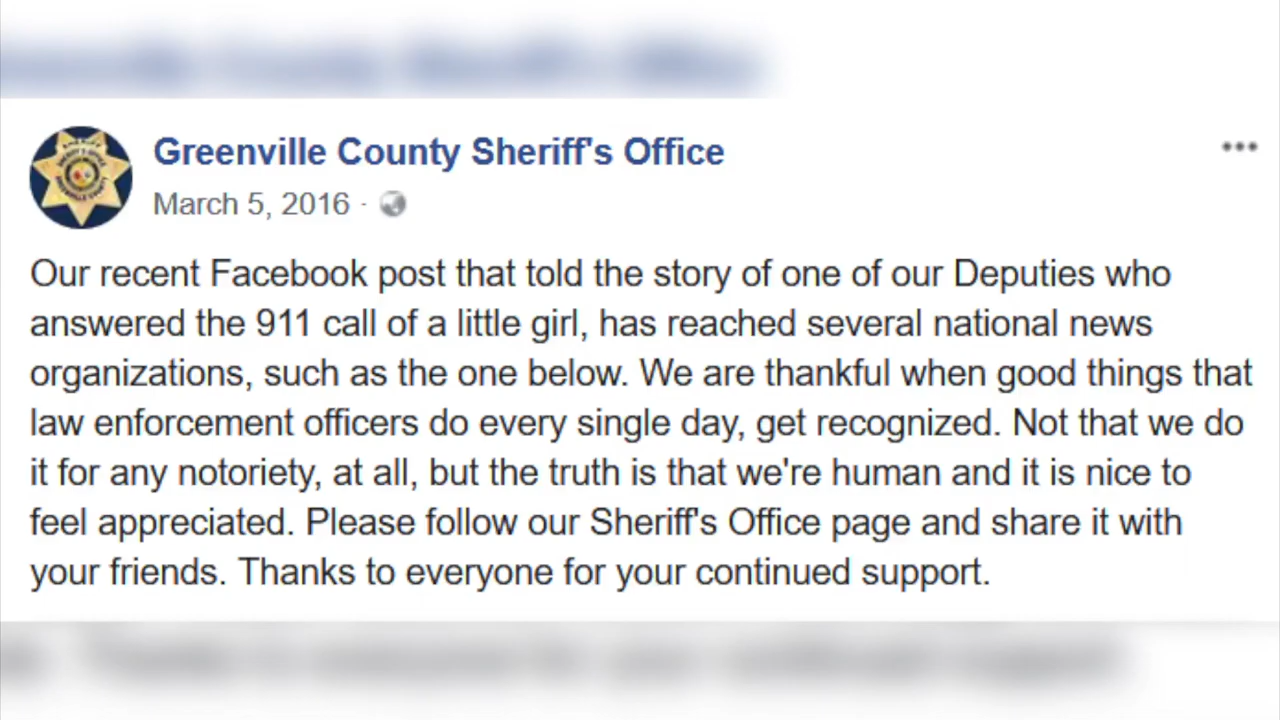 Greenville County Sheriff's Office
March 5, 2016 ·
Our recent Facebook post that told the story of one of our Deputies who
answered the 911 call of a little girl, has reached several national news
organizations, such as the one below. We are thankful when good things that
law enforcement officers do every single day, get recognized. Not that we do
it for any notoriety, at all, but the truth is that we're human and it is nice to
feel appreciated. Please follow our Sheriff's Office page and share it with
your friends. Thanks to everyone for your continued support.